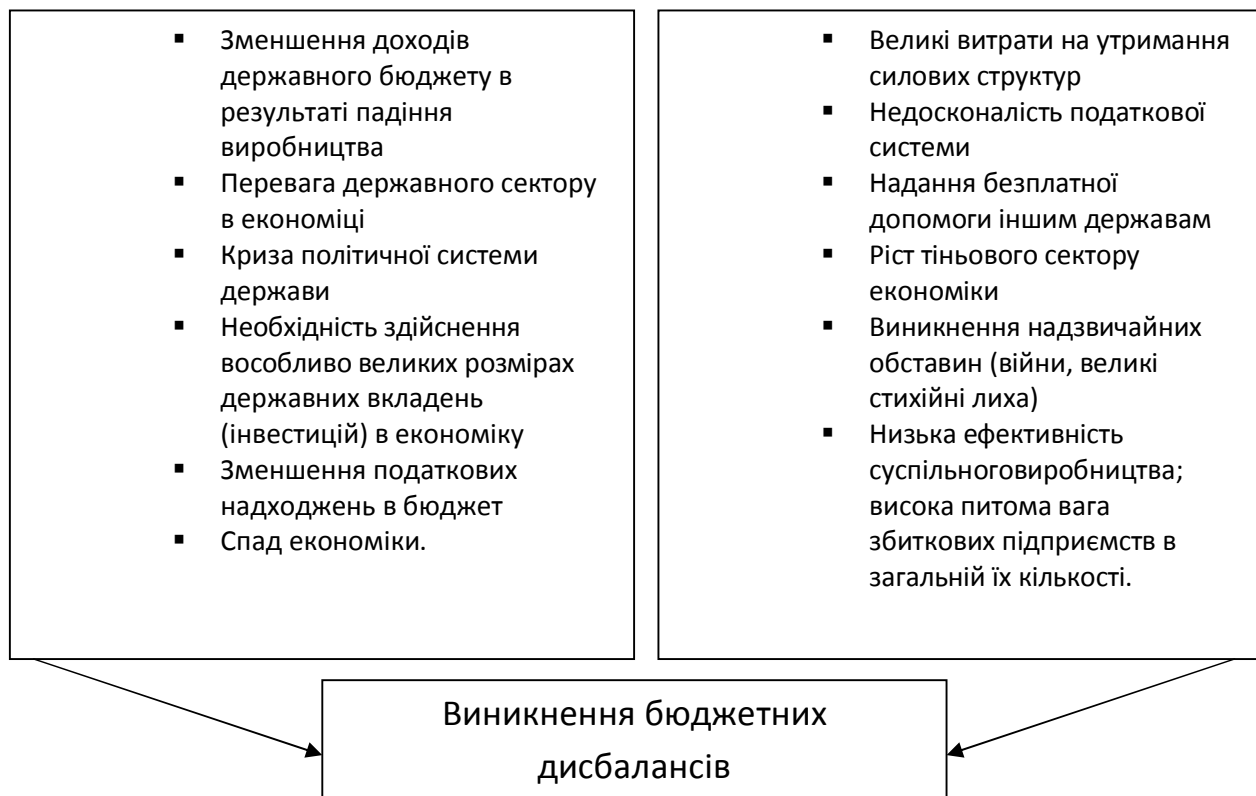 ▪ Зменшення доходів
державного бюджету в
результаті падіння
виробництва
▪ Перевага державного сектору
в економіці
▪ Криза політичної системи
держави
▪ Необхідність здійснення
вособливо великих розмірах
державних вкладень
(інвестицій) в економіку
▪ Зменшення податкових
надходжень в бюджет
▪ Спад економіки.
▪ Великі витрати на утримання
силових структур
▪ Недосконалість податкової
системи
▪ Надання безплатної
допомоги іншим державам
▪ Ріст тіньового сектору
економіки
▪ Виникнення надзвичайних
обставин (війни, великі
стихійні лиха)
▪ Низька ефективність
суспільноговиробництва;
висока питома вага
збиткових підприємств в
загальній їх кількості.
Виникнення бюджетних
дисбалансів